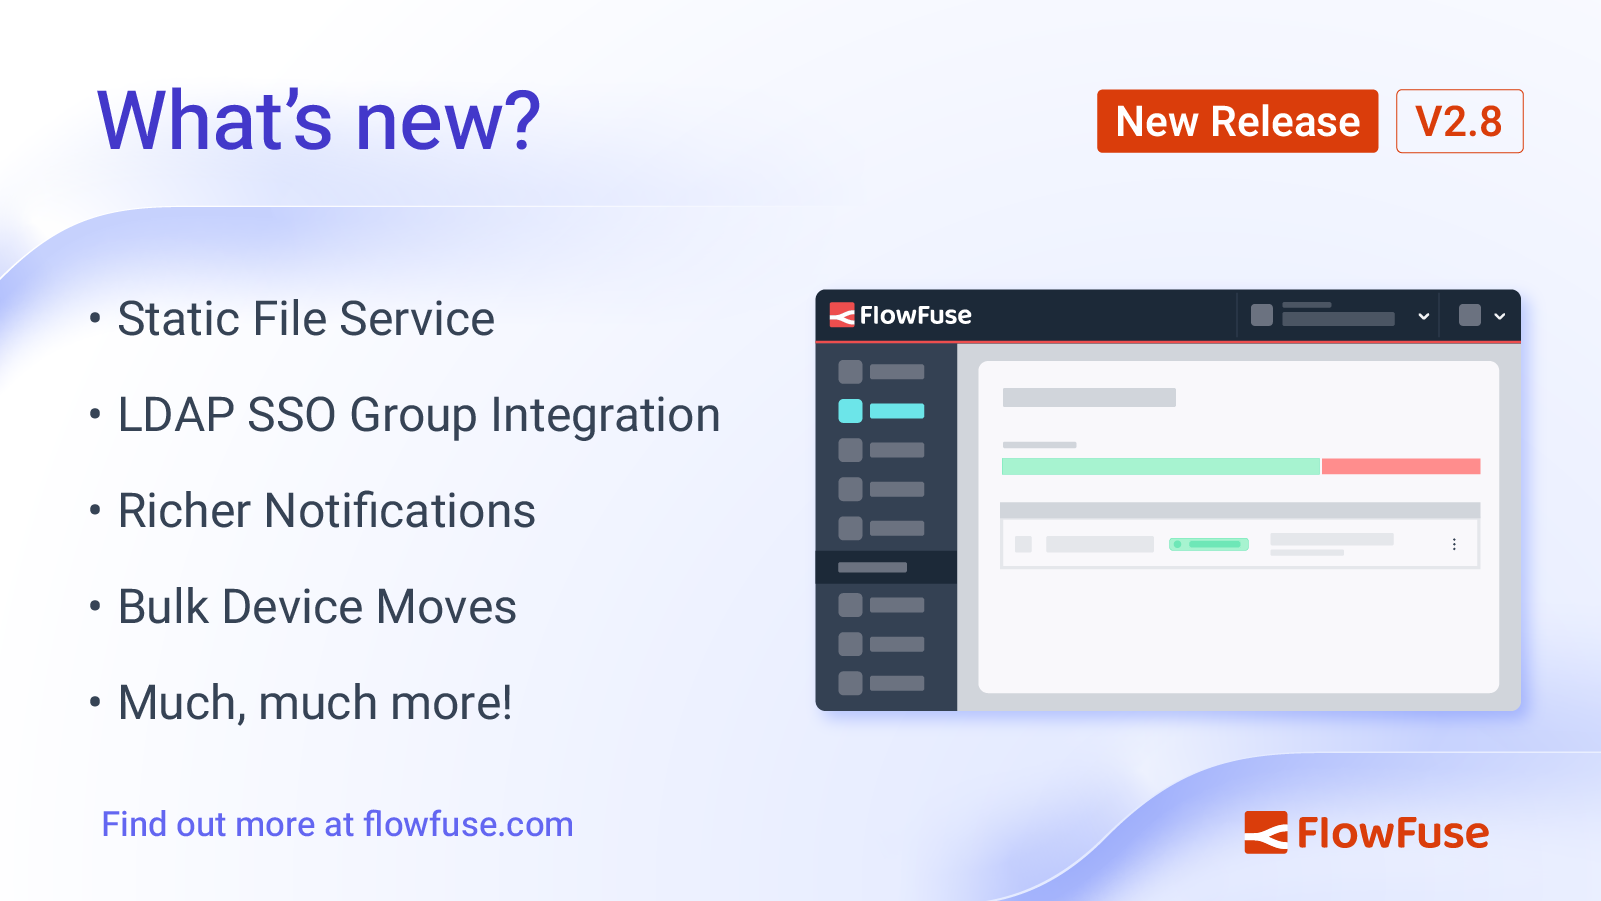 What's new?
New Release
V2.8
• Static File Service
• LDAP SSO Group Integration
• Richer Notifications
• Bulk Device Moves
• Much, much more!
FlowFuse
Find out more at flowfuse.com
FlowFuse